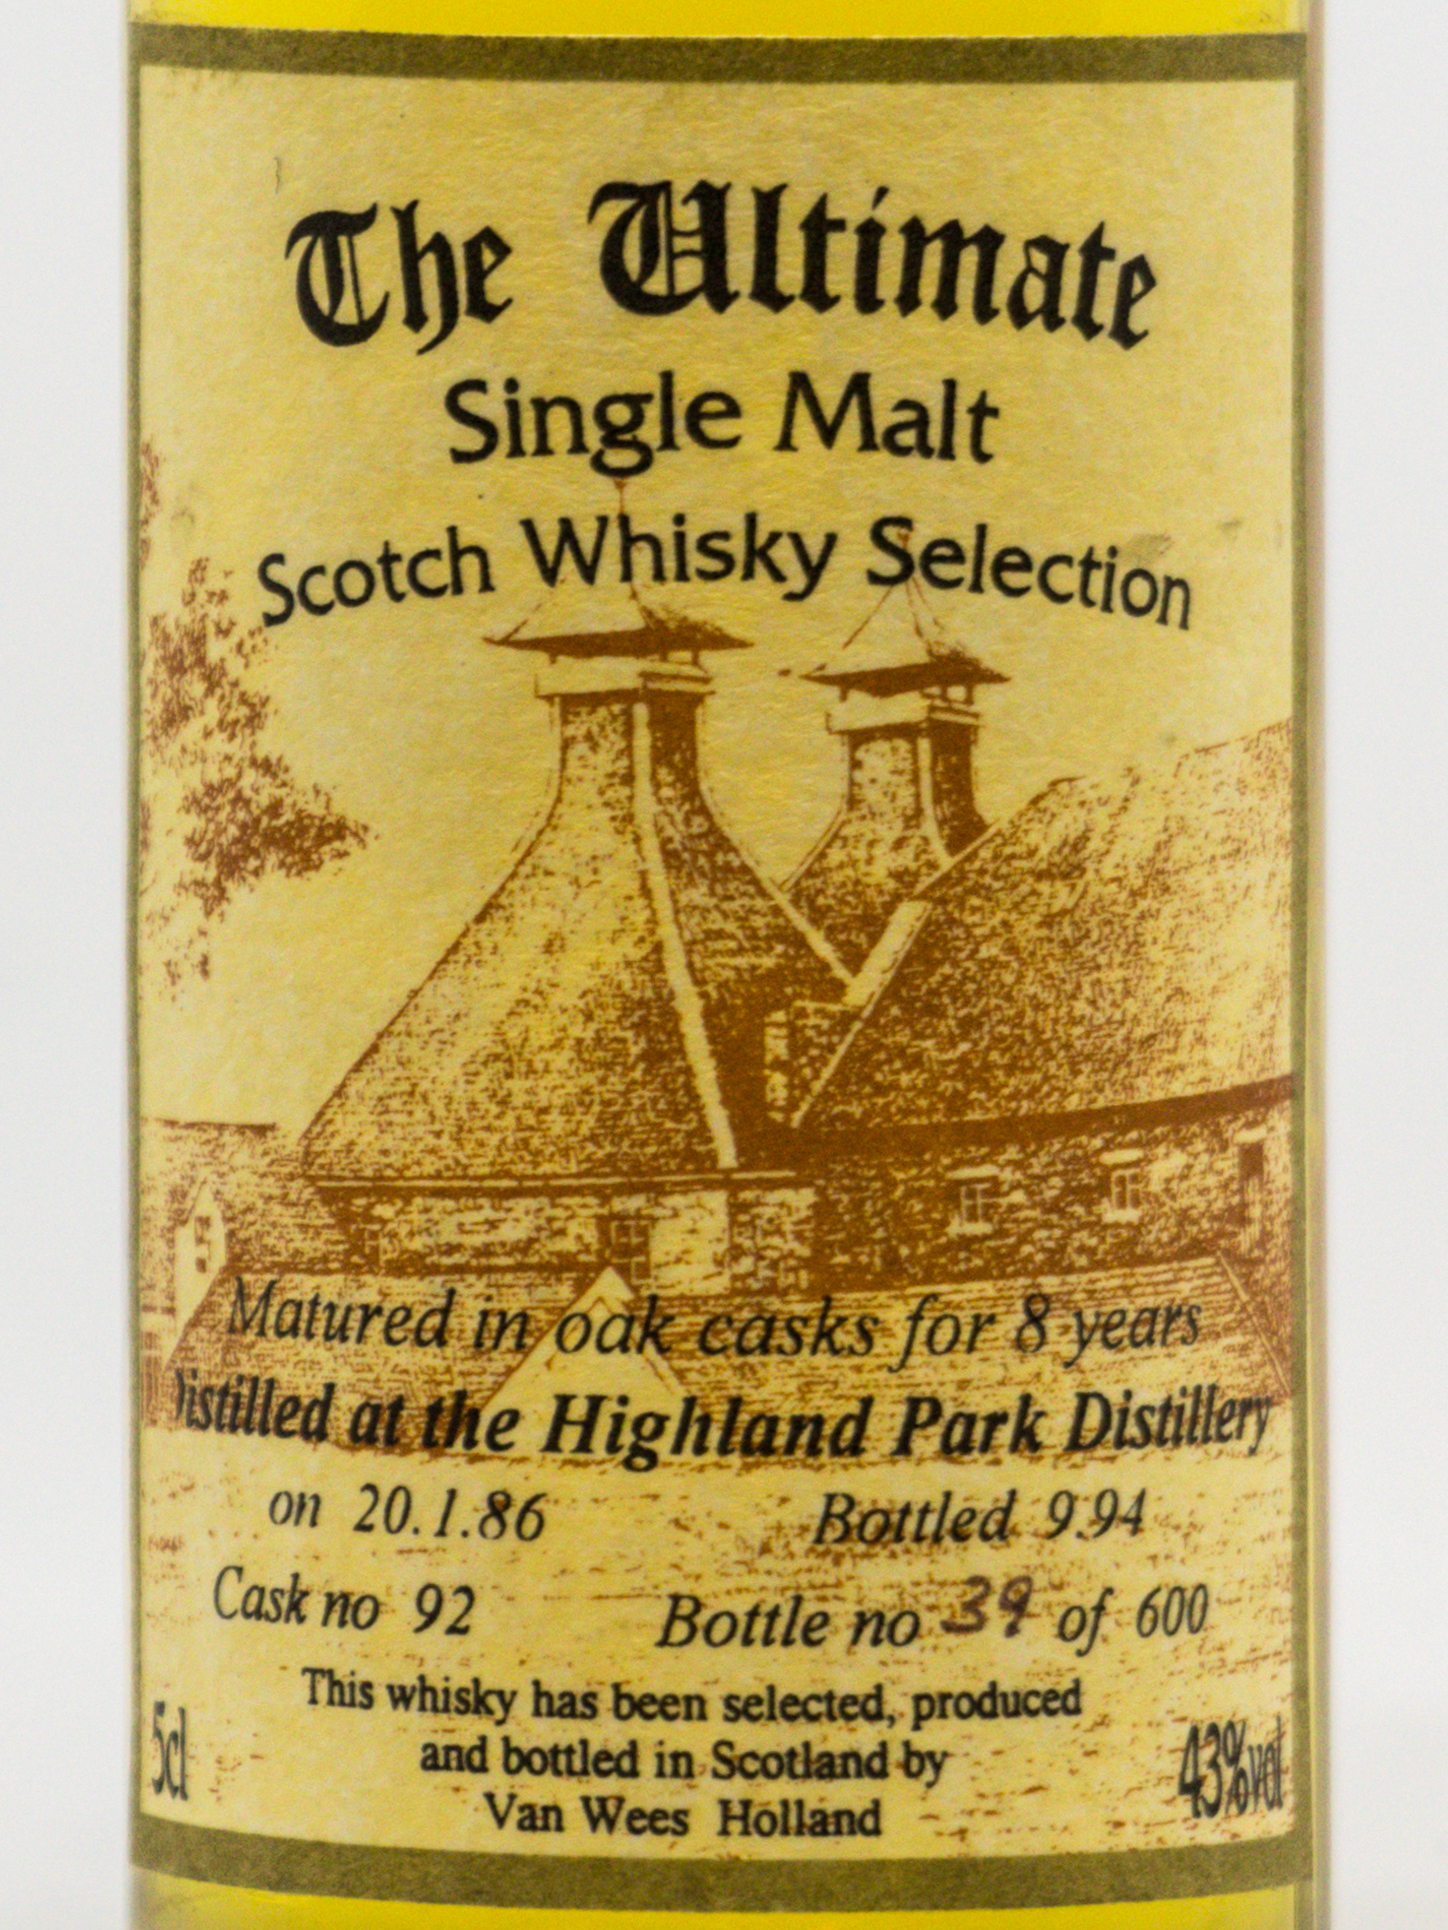 The Ultimate
Single Malt
Scotch Whisky Selection
Matured in oak casks for 8 years
Distilled at the Highland Park Distillery
on 20.1.86 Bottled 9.94
Cask no 92 Bottle no 39 of 600
This whisky has been selected, produced
and bottled in Scotland by
Van Wees Holland
5cl
43%vol